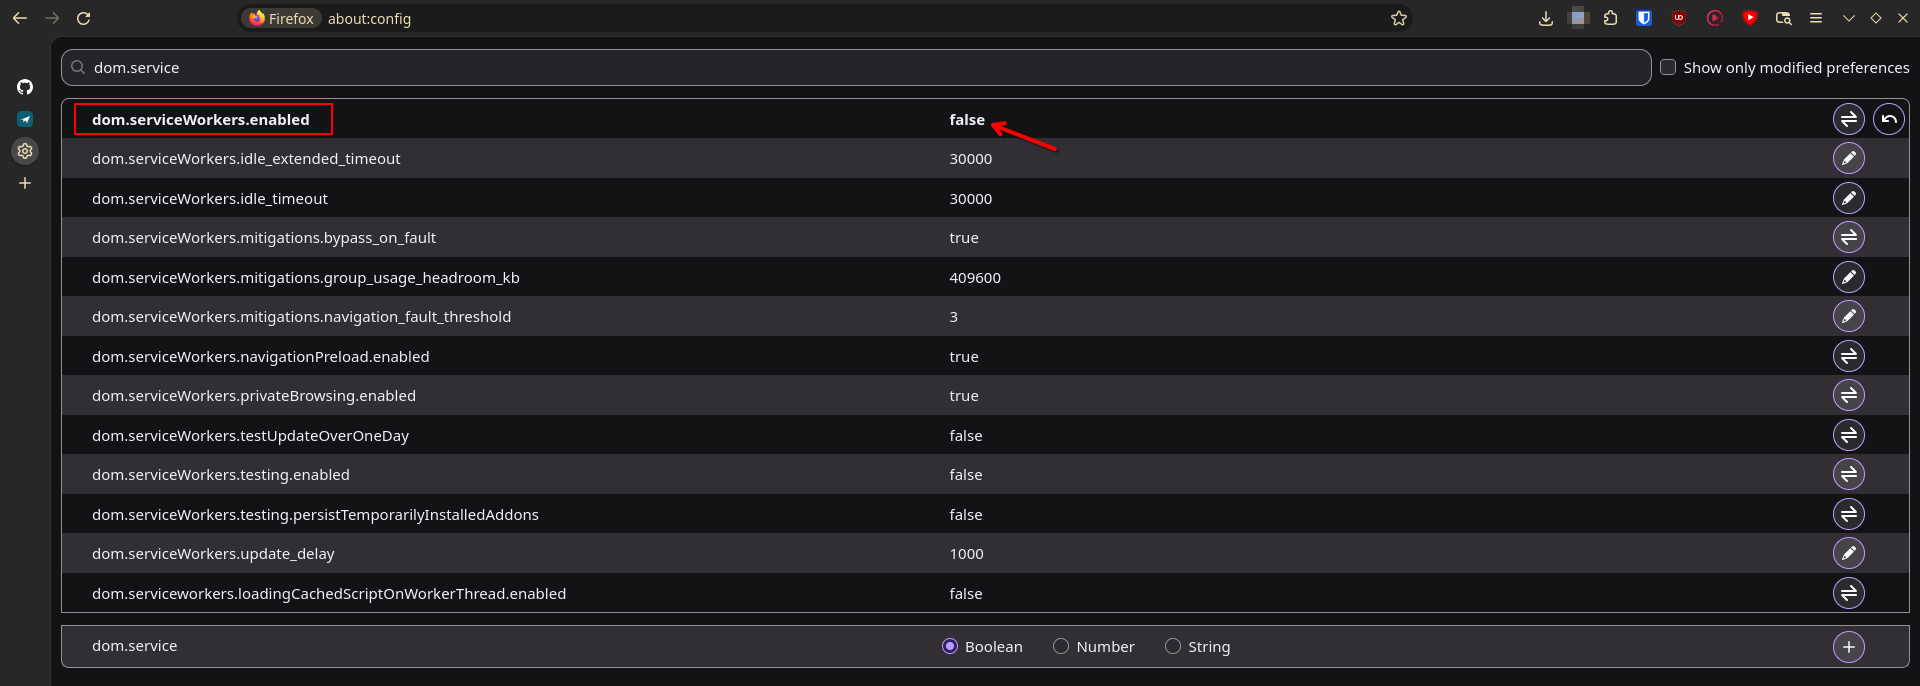 Firefox about:config
dom.service
Show only modified preferences
dom.serviceWorkers.enabled false
dom.serviceWorkers.idle_extended_timeout 30000
dom.serviceWorkers.idle_timeout 30000
dom.serviceWorkers.mitigations.bypass_on_fault true
dom.serviceWorkers.mitigations.group_usage_headroom_kb 409600
dom.serviceWorkers.mitigations.navigation_fault_threshold 3
dom.serviceWorkers.navigationPreload.enabled true
dom.serviceWorkers.privateBrowsing.enabled true
dom.serviceWorkers.testUpdateOverOneDay false
dom.serviceWorkers.testing.enabled false
dom.serviceWorkers.testing.persistTemporarilyInstalledAddons false
dom.serviceWorkers.update_delay 1000
dom.serviceworkers.loadingCachedScriptOnWorkerThread.enabled false
dom.service Boolean Number String